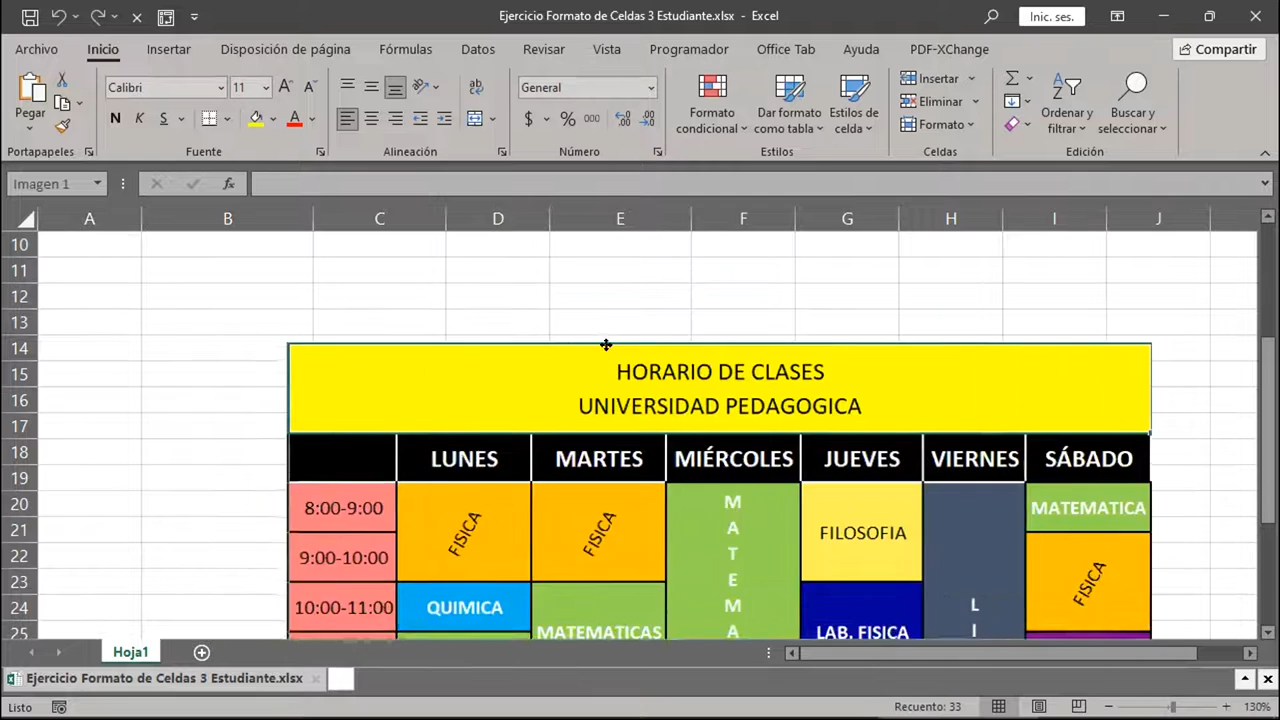 Ejercicio Formato de Celdas 3 Estudiante.xlsx - Excel
Inic. ses.
Archivo Inicio Insertar Disposición de página Fórmulas Datos Revisar Vista Programador Office Tab Ayuda PDF-XChange Compartir
Pegar
Portapapeles
Calibri 11
N K S
Fuente
Alineación
General
$ % 000
Número
Formato condicional
Dar formato como tabla
Estilos de celda
Estilos
Insertar
Eliminar
Formato
Celdas
Ordenar y filtrar
Buscar y seleccionar
Edición
Imagen 1
fx
A B C D E F G H I J
10
11
12
13
14
15
16
17
18
19
20
21
22
23
24
25
HORARIO DE CLASES
UNIVERSIDAD PEDAGOGICA
LUNES MARTES MIÉRCOLES JUEVES VIERNES SÁBADO
8:00-9:00
9:00-10:00
10:00-11:00
FISICA
QUIMICA
FISICA
MATEMATICAS
M
A
T
E
M
A
FILOSOFIA
LAB. FISICA
L
I
MATEMATICA
FISICA
Hoja1
Ejercicio Formato de Celdas 3 Estudiante.xlsx
Listo
Recuento: 33
130%